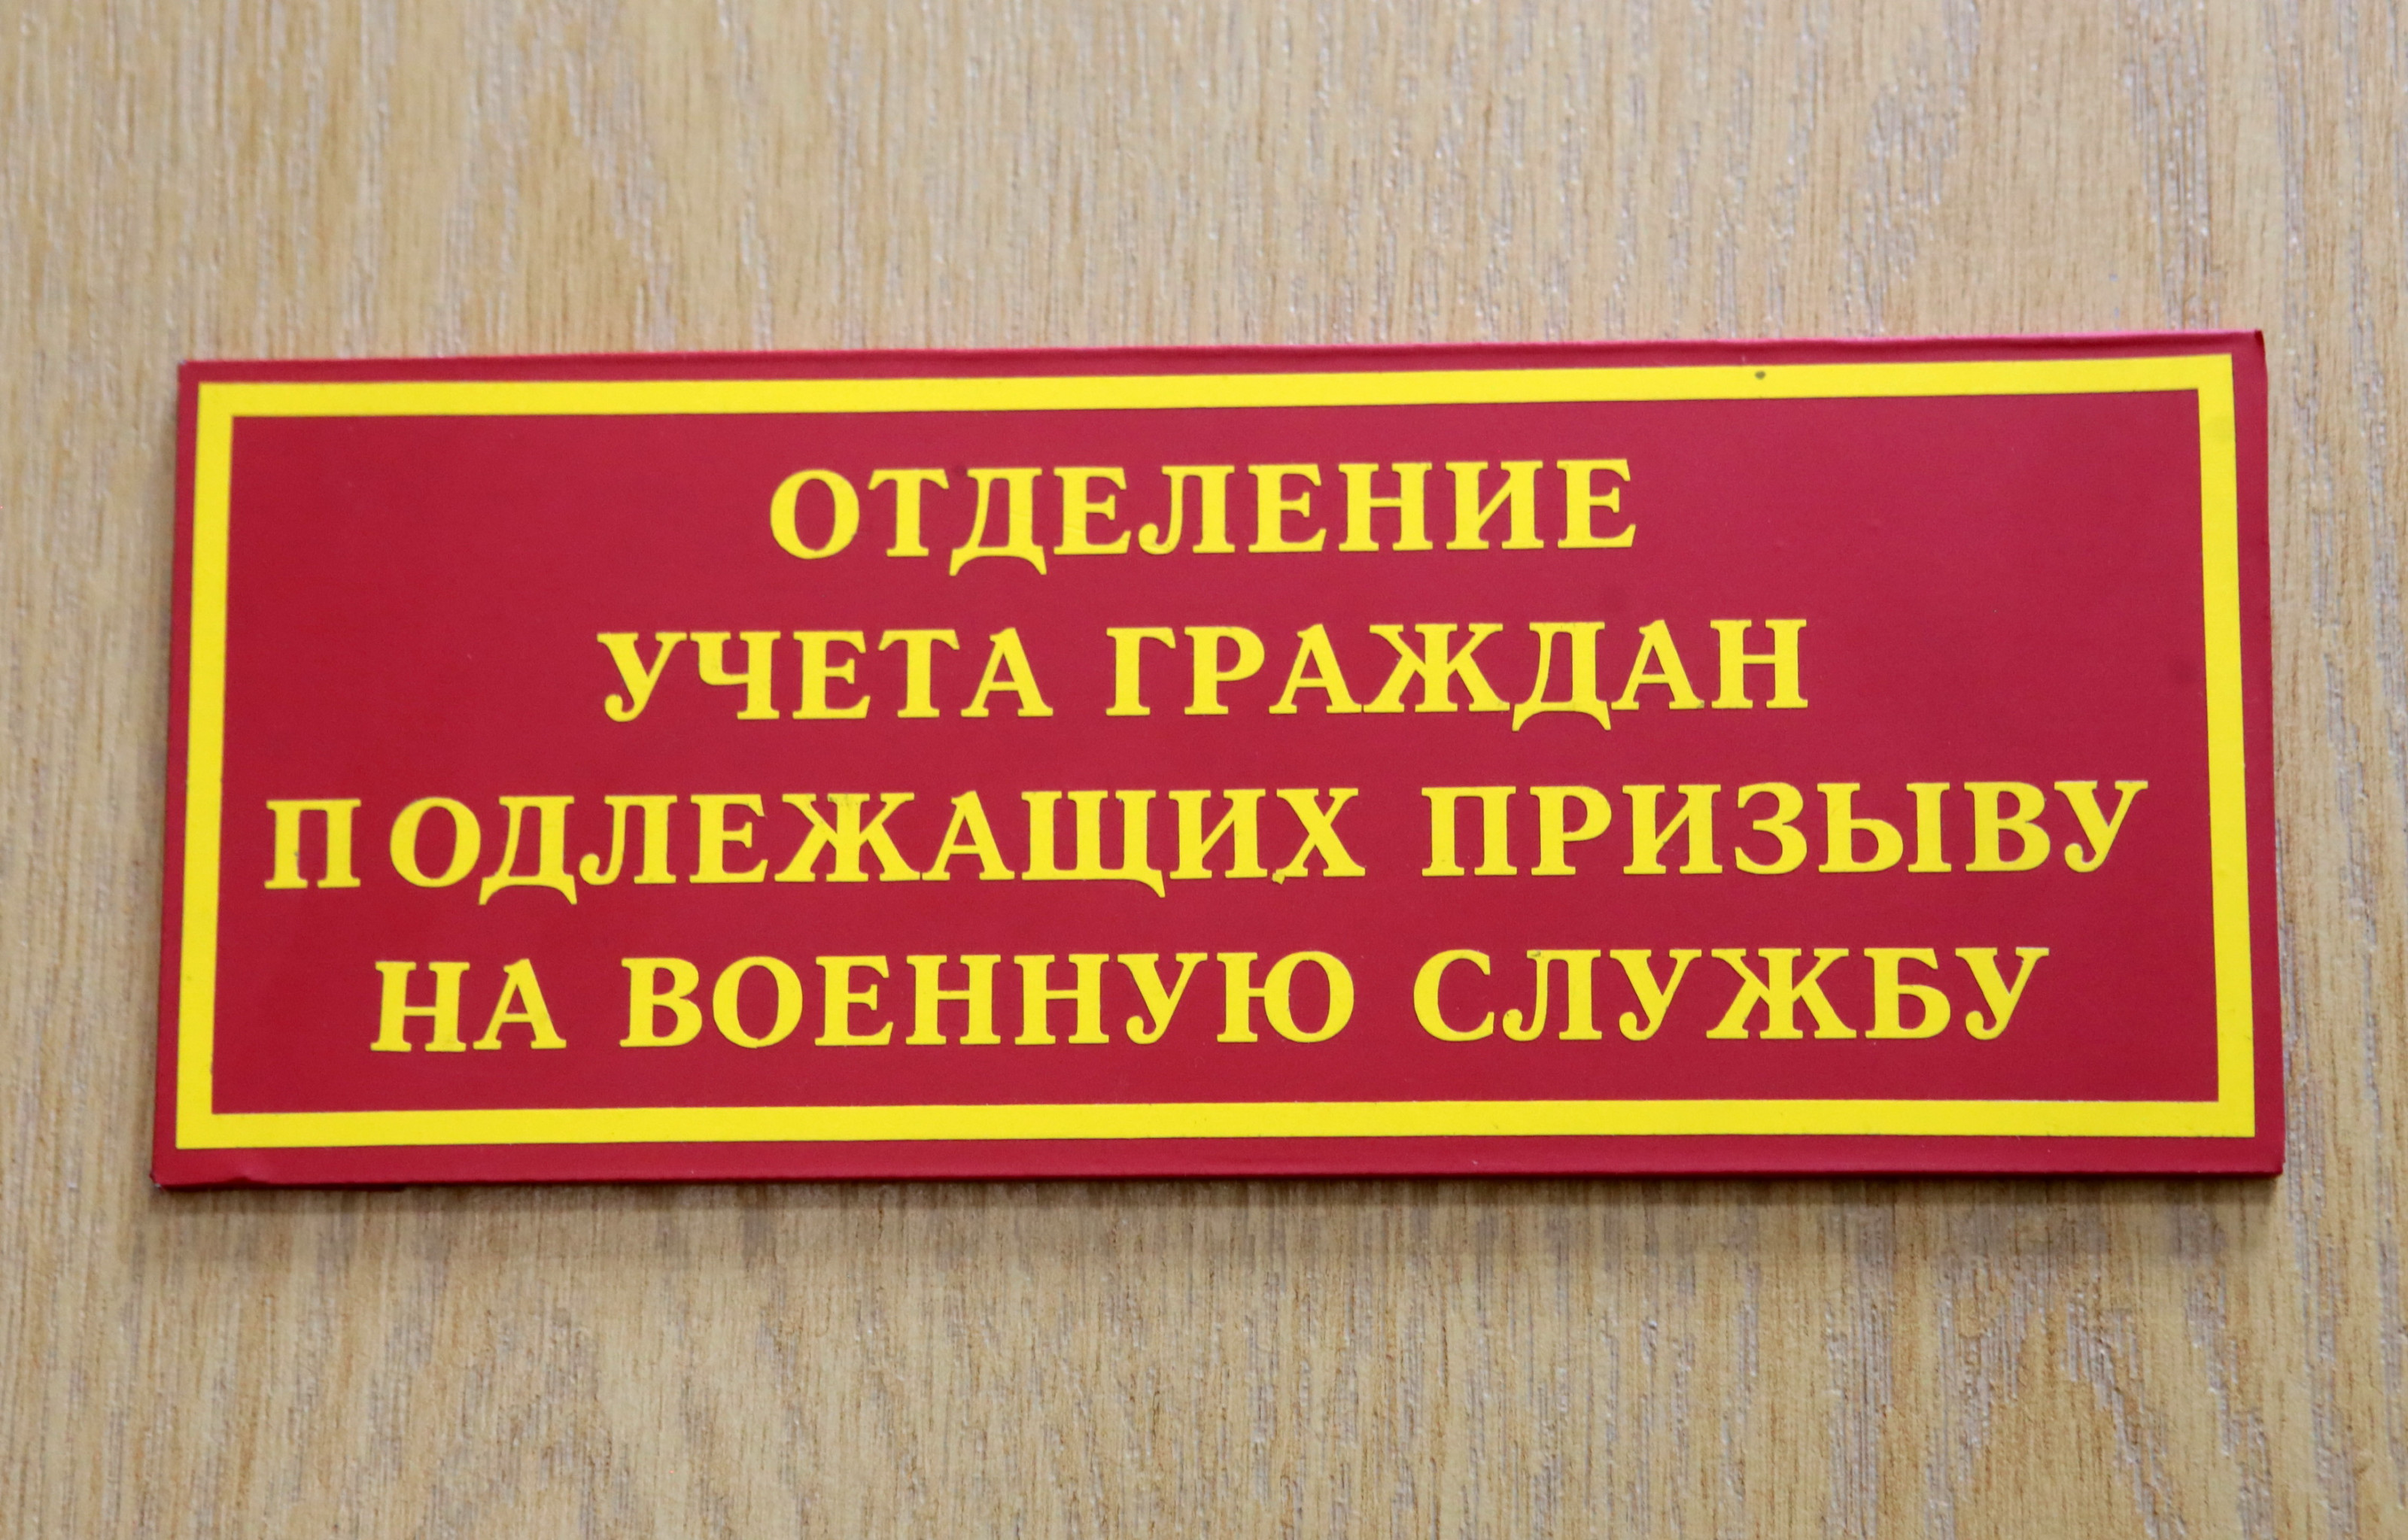 ОТДЕЛЕНИЕ
УЧЕТА ГРАЖДАН
ПОДЛЕЖАЩИХ ПРИЗЫВУ
НА ВОЕННУЮ СЛУЖБУ